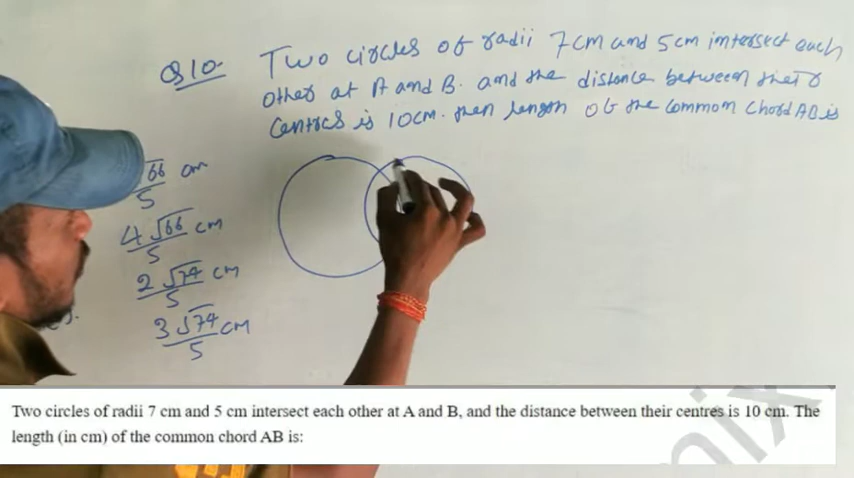 Q10. Two circles of radii 7cm and 5cm intersect each
other at A and B. and the distance between their
centres is 10cm. then length of the common chord AB is
√66/5 cm
4√66/5 cm
2√74/5 cm
3√74/5 cm
Two circles of radii 7 cm and 5 cm intersect each other at A and B, and the distance between their centres is 10 cm. The
length (in cm) of the common chord AB is:
mix